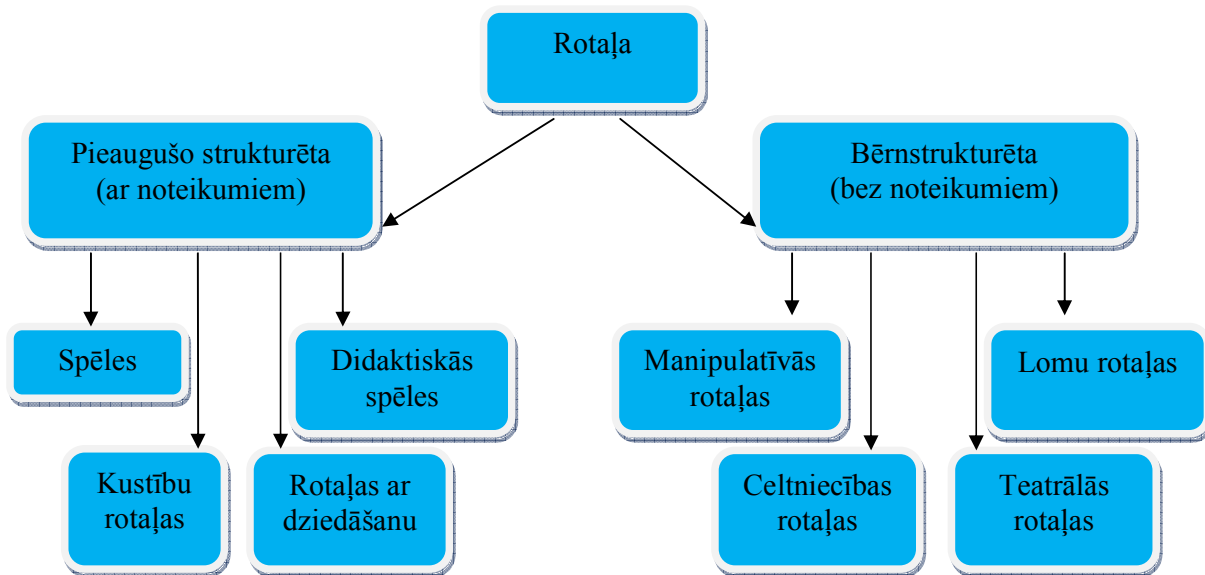 Rotaļa
Pieaugušo strukturēta
(ar noteikumiem)
Bērnstrukturēta
(bez noteikumiem)
Spēles
Didaktiskās
spēles
Manipulatīvās
rotaļas
Lomu rotaļas
Kustību
rotaļas
Rotaļas ar
dziedāšanu
Celtniecības
rotaļas
Teatrālās
rotaļas